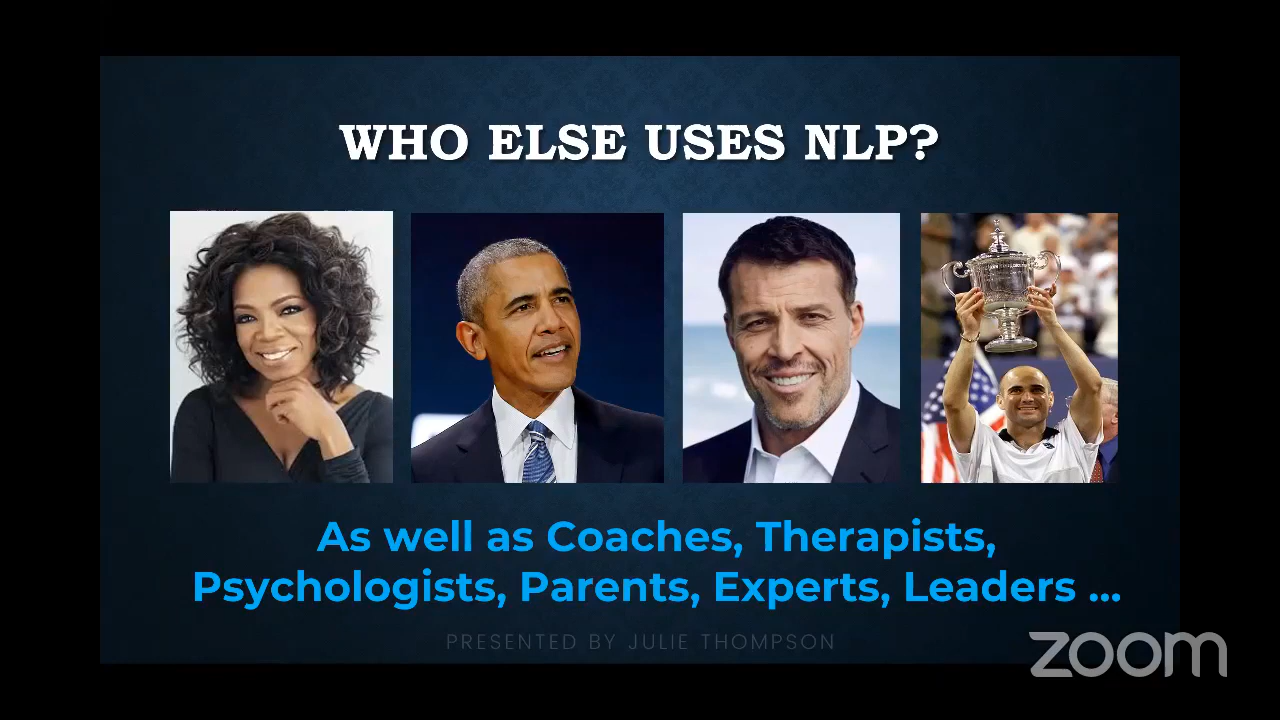 WHO ELSE USES NLP?
As well as Coaches, Therapists,
Psychologists, Parents, Experts, Leaders ...
PRESENTED BY JULIE THOMPSON
zoom